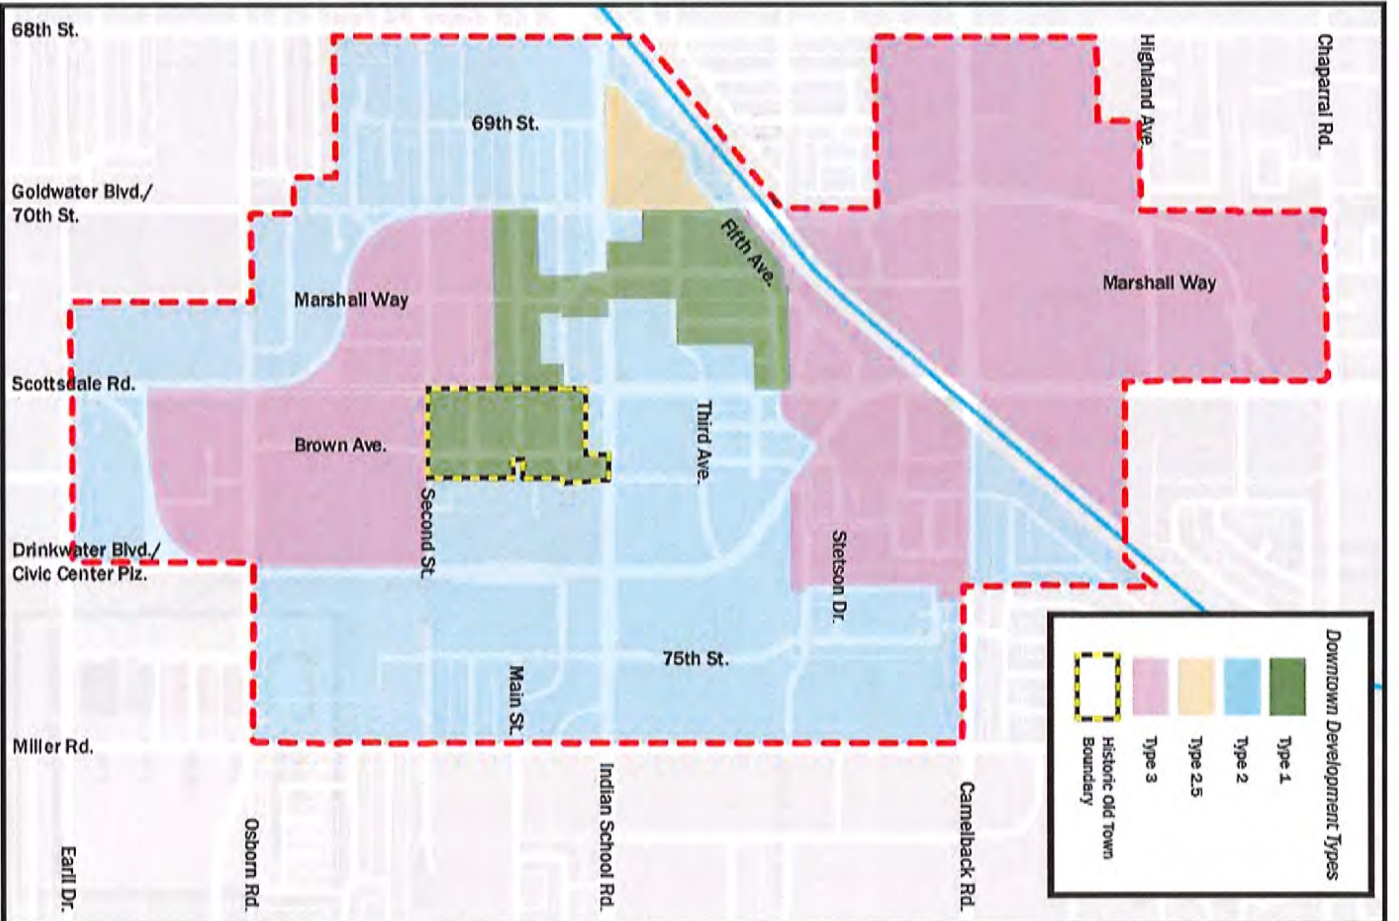 68th St.
Highland Ave.
Chaparral Rd.
69th St.
Goldwater Blvd./
70th St.
Fifth Ave.
Marshall Way
Marshall Way
Scottsdale Rd.
Third Ave.
Brown Ave.
Second St.
Stetson Dr.
Drinkwater Blvd./
Civic Center Plz.
75th St.
Main St.
Miller Rd.
Indian School Rd.
Camelback Rd.
Osborn Rd.
Earll Dr.
Downtown Development Types
Type 1
Type 2
Type 2.5
Type 3
Historic Old Town
Boundary